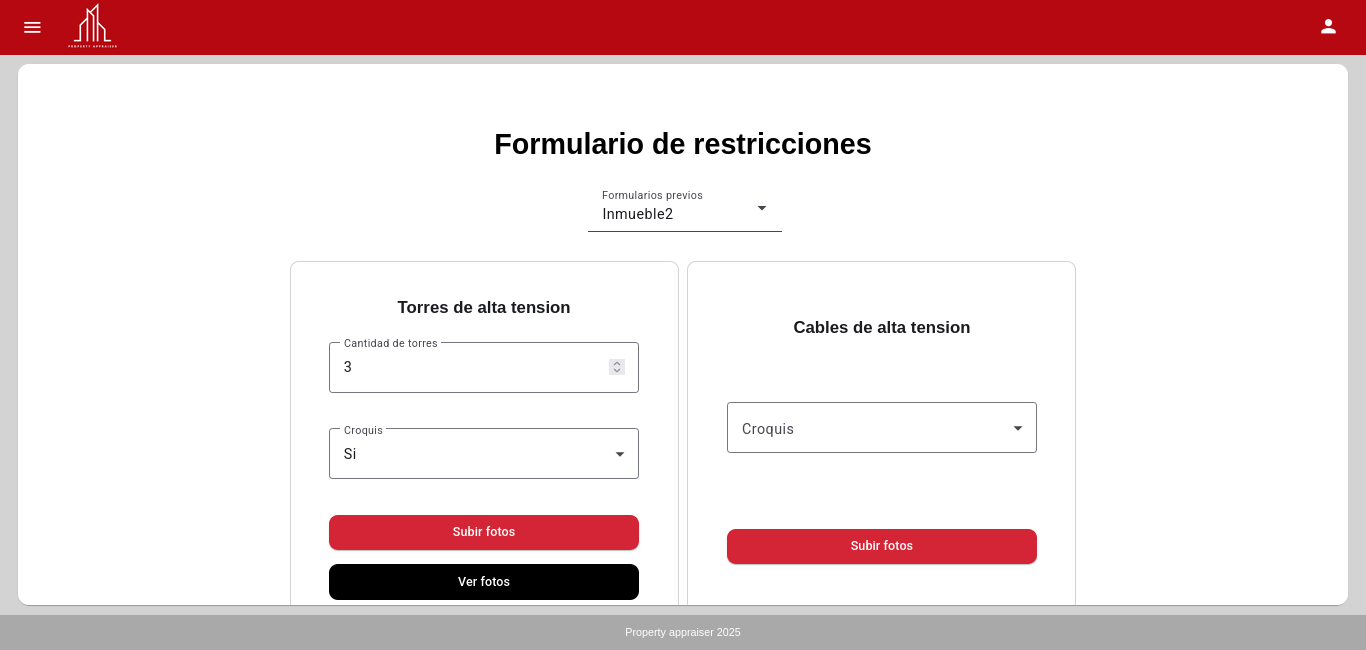 PROPERTY APPRAISER
Formulario de restricciones
Formularios previos
Inmueble2
Torres de alta tension
Cantidad de torres
3
Croquis
Si
Subir fotos
Ver fotos
Cables de alta tension
Croquis
Subir fotos
Property appraiser 2025